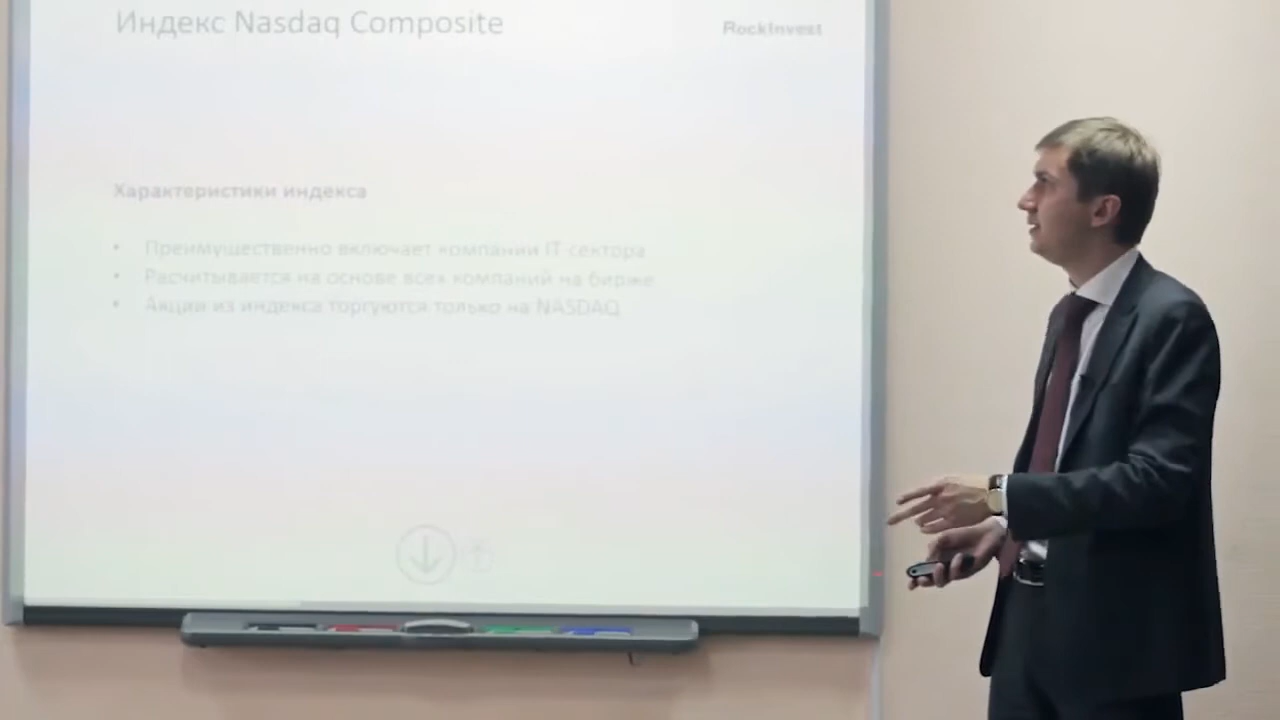 Индекс Nasdaq Composite
RockInvest
Характеристики индекса
• Преимущественно включает компании IT-сектора
• Расчитывается на основе всех компаний на бирже
• Акции из индекса торгуются только на NASDAQ